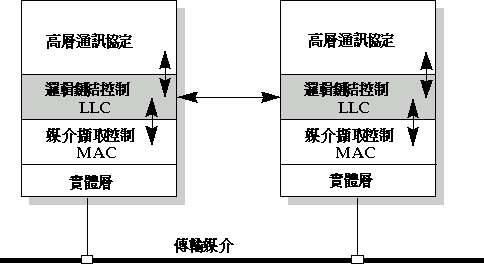 高層通訊協定
邏輯鏈結控制
LLC
媒介擷取控制
MAC
實體層
高層通訊協定
邏輯鏈結控制
LLC
媒介擷取控制
MAC
實體層
傳輸媒介